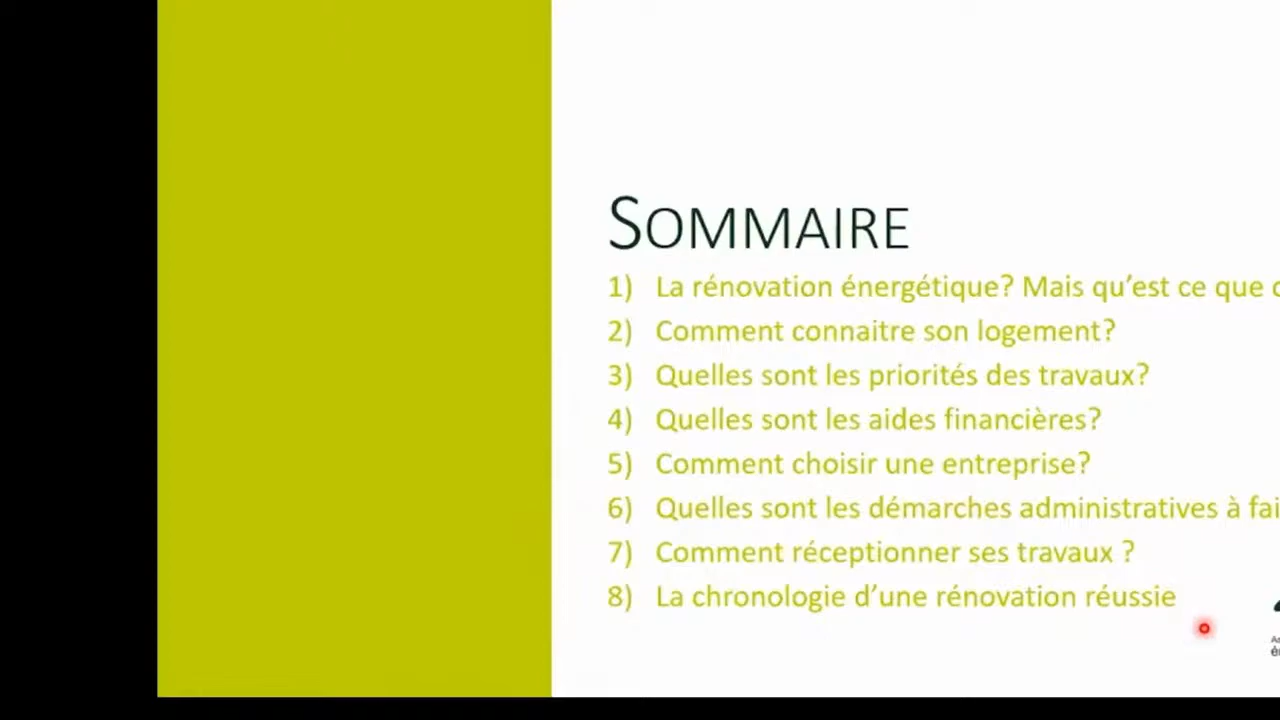 SOMMAIRE
1) La rénovation énergétique? Mais qu'est ce que
2) Comment connaitre son logement?
3) Quelles sont les priorités des travaux?
4) Quelles sont les aides financières?
5) Comment choisir une entreprise?
6) Quelles sont les démarches administratives à
7) Comment réceptionner ses travaux ?
8) La chronologie d'une rénovation réussie